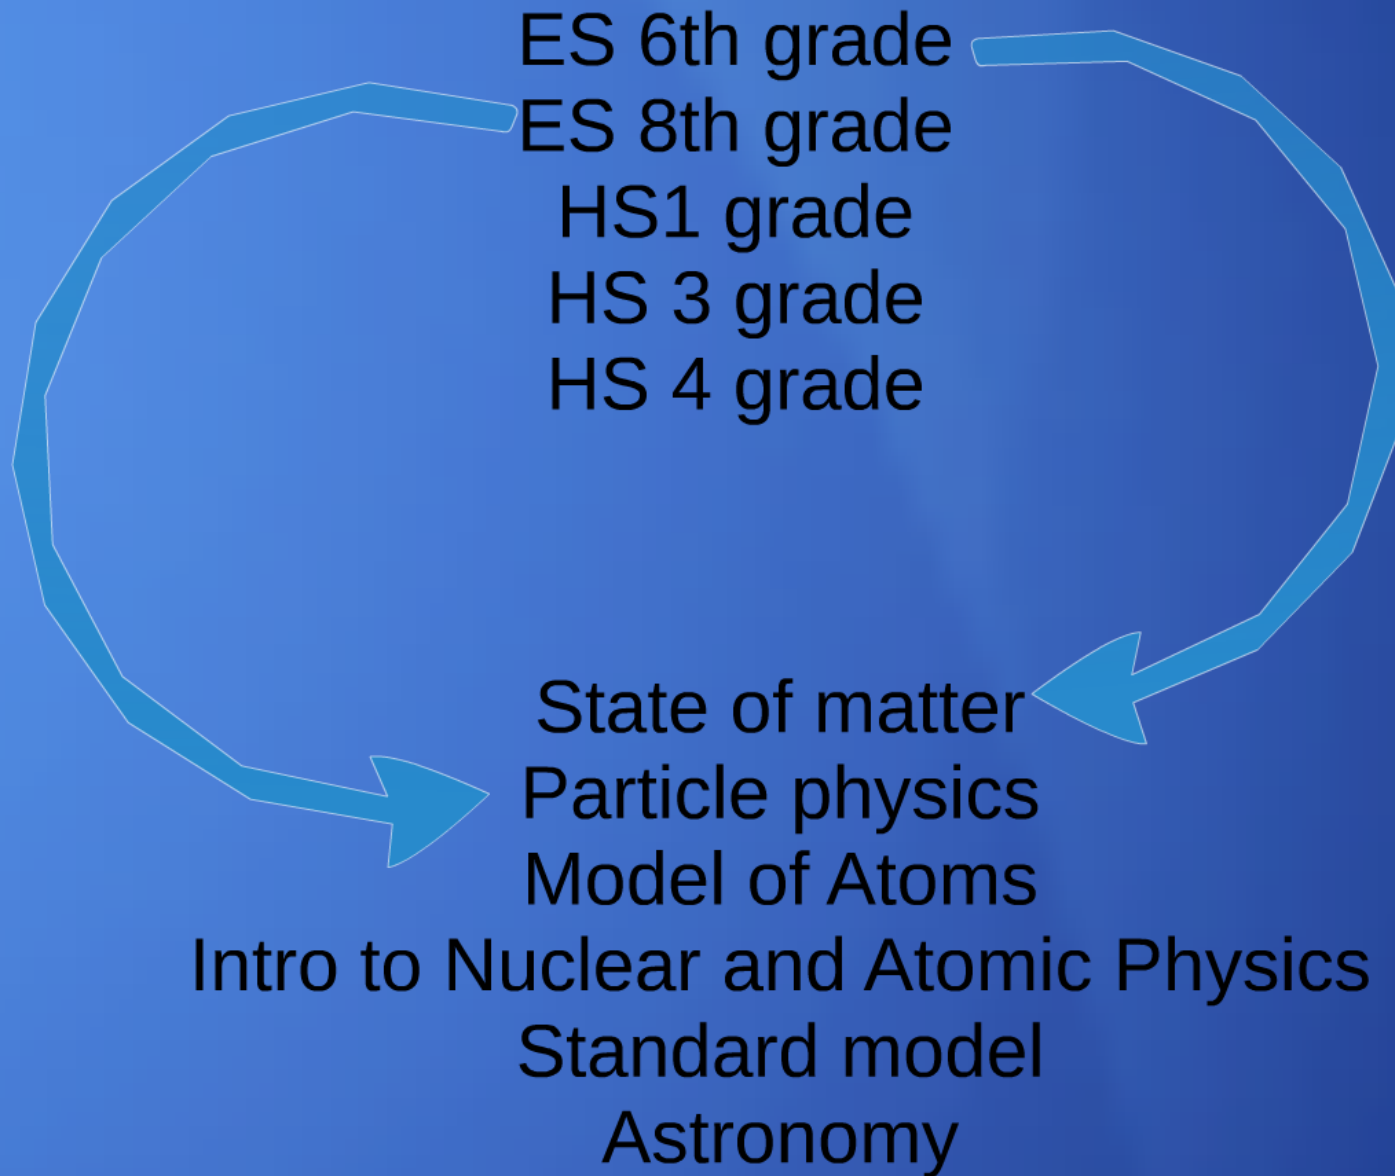 ES 6th grade
ES 8th grade
HS1 grade
HS 3 grade
HS 4 grade
State of matter
Particle physics
Model of Atoms
Intro to Nuclear and Atomic Physics
Standard model
Astronomy